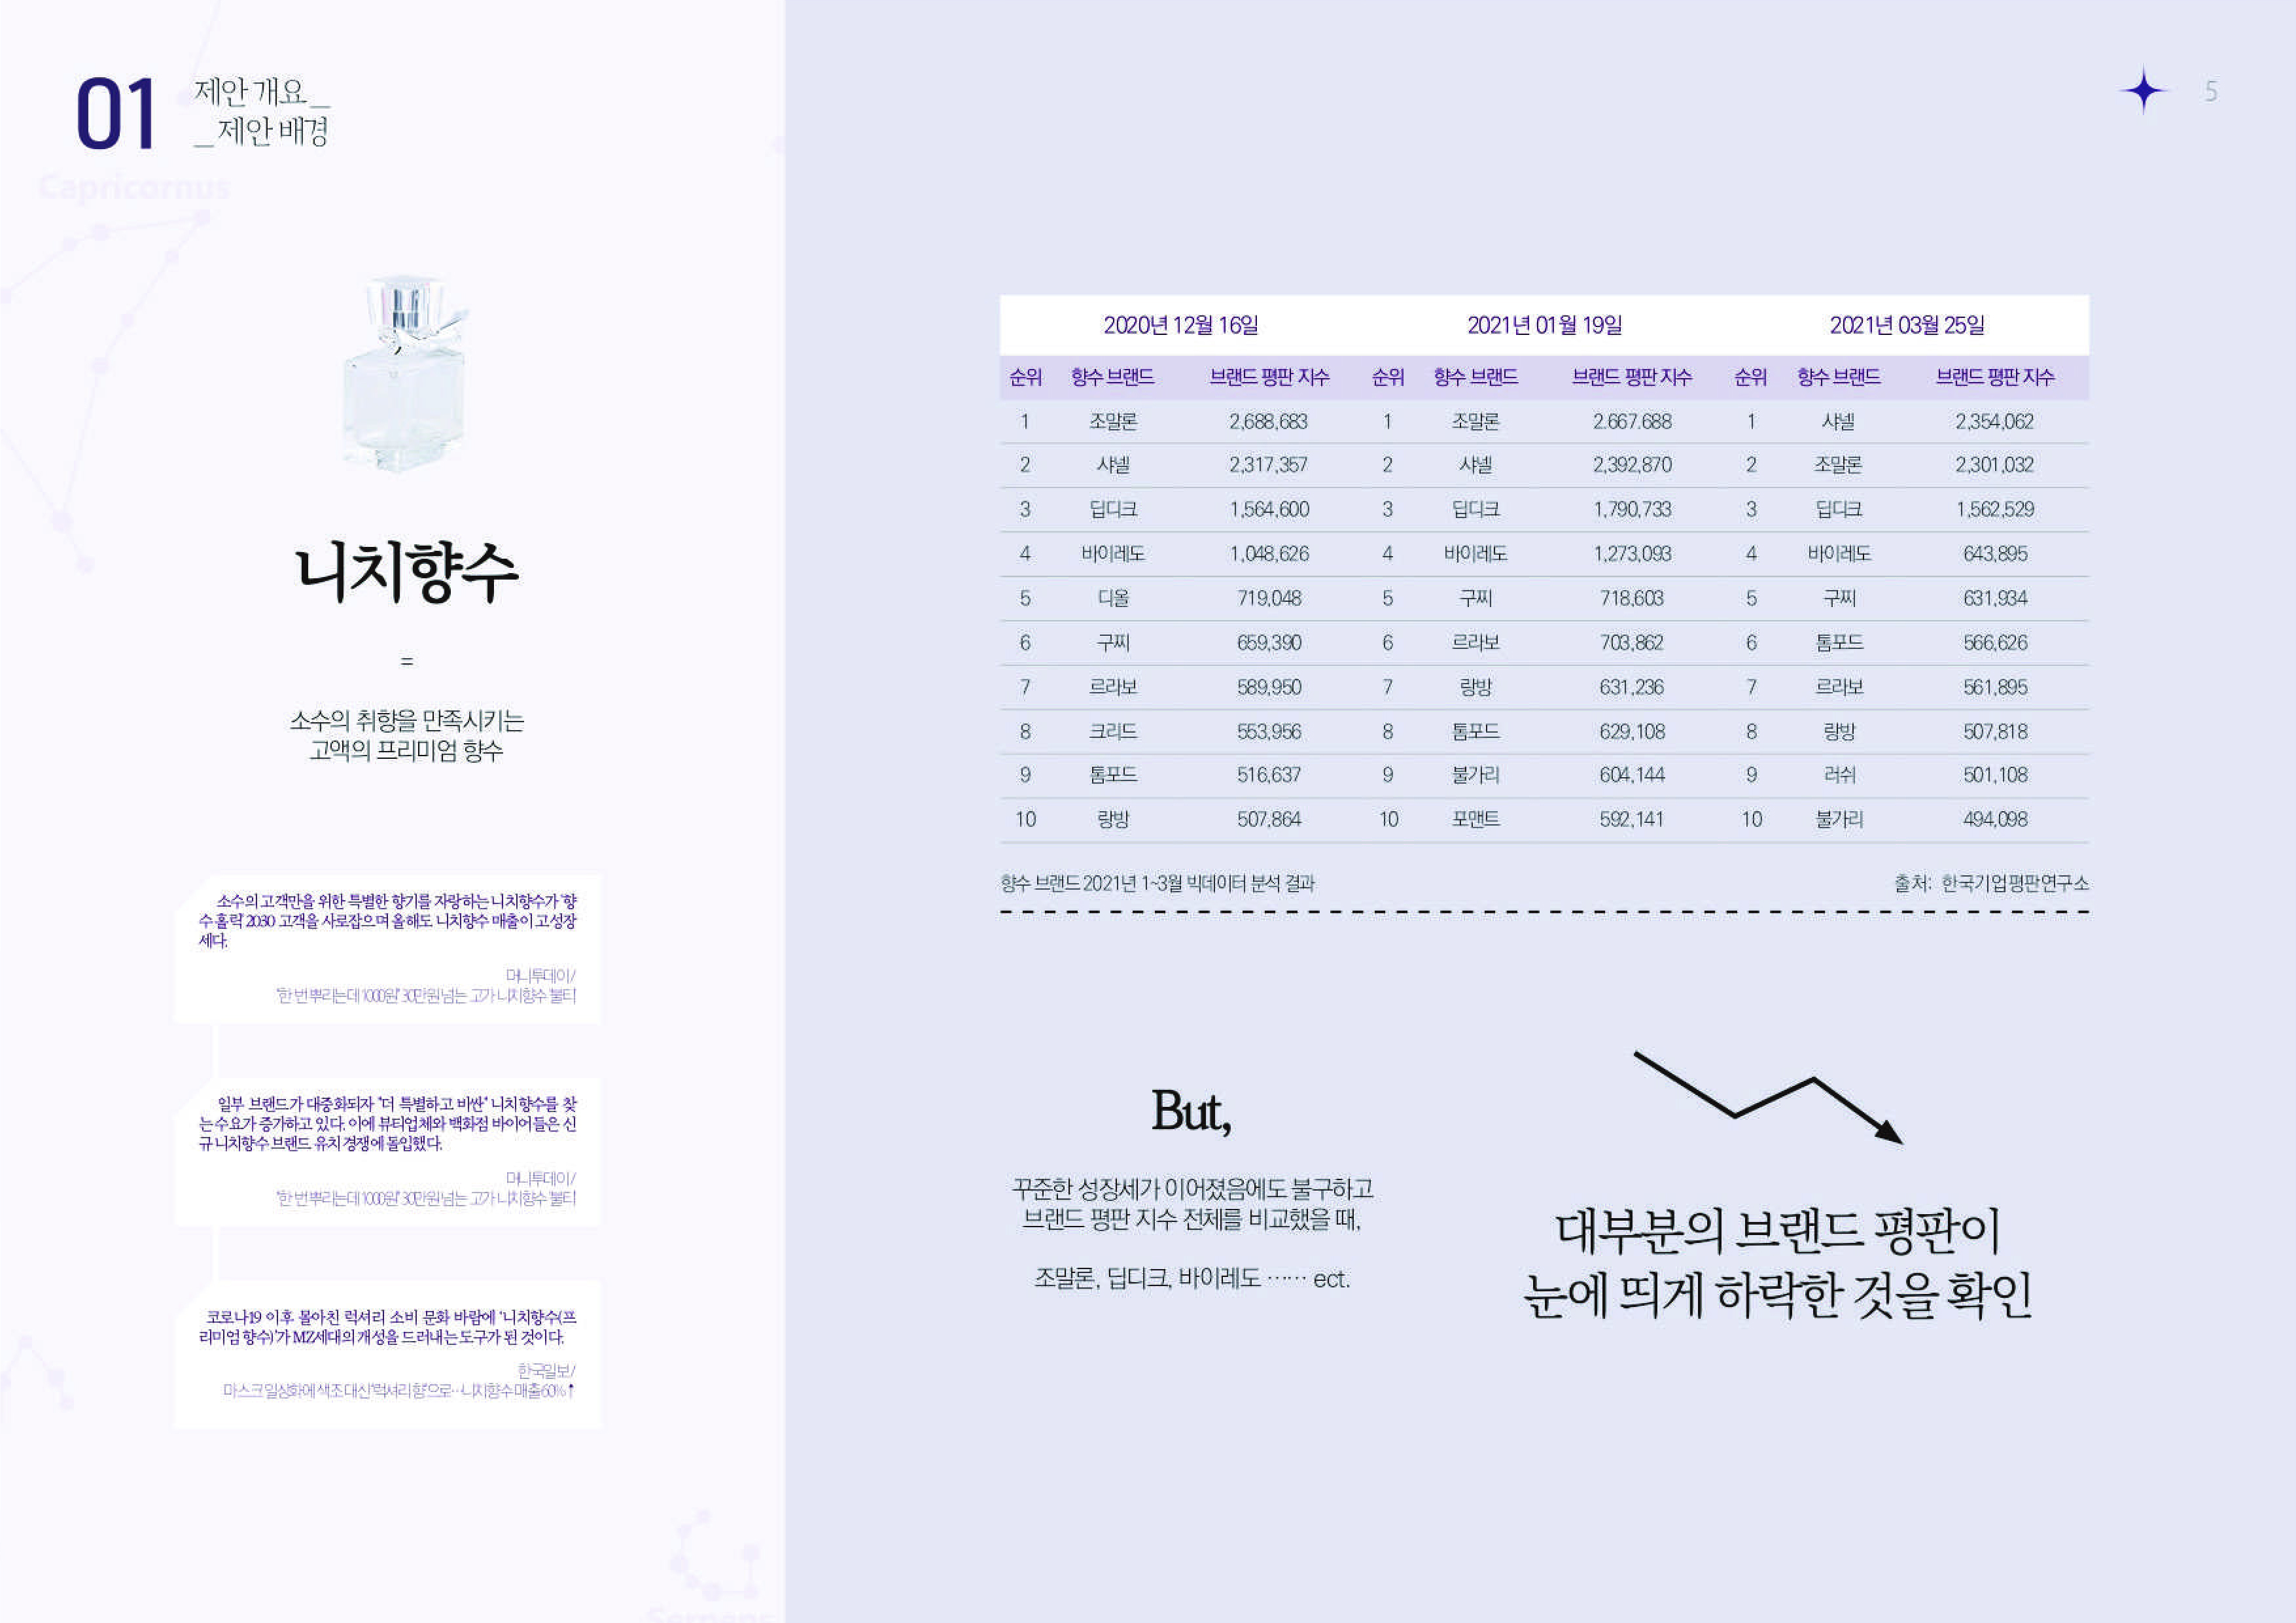 01
제안 개요_
_제안 배경
Capricornus
5
니치향수
=
소수의 취향을 만족시키는
고액의 프리미엄 향수
소수의 고객만을 위한 특별한 향기를 자랑하는 니치향수가 '향
수홀릭' 2030 고객을 사로잡으며 올해도 니치향수 매출이 고성장
세다.
머니투데이/
"한 번 뿌리는데 1000원" 30만원 넘는 고가 니치향수 '불티'
일부 브랜드가 대중화되자 "더 특별하고 비싼" 니치향수를 찾
는 수요가 증가하고 있다. 이에 뷰티업체와 백화점 바이어들은 신
규 니치향수 브랜드 유치 경쟁에 돌입했다.
머니투데이/
"한 번 뿌리는데 1000원" 30만원 넘는 고가 니치향수 '불티'
코로나19 이후 몰아친 럭셔리 소비 문화 바람에 '니치향수(프
리미엄 향수)'가 MZ세대의 개성을 드러내는 도구가 된 것이다.
한국일보/
마스크 일상화에 색조 대신 '럭셔리 향'으로…니치향수 매출 60%↑
2020년 12월 16일 2021년 01월 19일 2021년 03월 25일
순위 향수 브랜드 브랜드 평판 지수 순위 향수 브랜드 브랜드 평판 지수 순위 향수 브랜드 브랜드 평판 지수
1 조말론 2,688,683 1 조말론 2.667.688 1 샤넬 2,354,062
2 샤넬 2,317,357 2 샤넬 2,392,870 2 조말론 2,301,032
3 딥디크 1,564,600 3 딥디크 1,790,733 3 딥디크 1,562,529
4 바이레도 1,048,626 4 바이레도 1,273,093 4 바이레도 643,895
5 디올 719,048 5 구찌 718,603 5 구찌 631,934
6 구찌 659,390 6 르라보 703,862 6 톰포드 566,626
7 르라보 589,950 7 랑방 631,236 7 르라보 561,895
8 크리드 553,956 8 톰포드 629,108 8 랑방 507,818
9 톰포드 516,637 9 불가리 604,144 9 러쉬 501,108
10 랑방 507,864 10 포맨트 592,141 10 불가리 494,098
향수 브랜드 2021년 1~3월 빅데이터 분석 결과 출처: 한국기업평판연구소
But,
꾸준한 성장세가 이어졌음에도 불구하고
브랜드 평판 지수 전체를 비교했을 때,
조말론, 딥디크, 바이레도 …… ect.
대부분의 브랜드 평판이
눈에 띄게 하락한 것을 확인